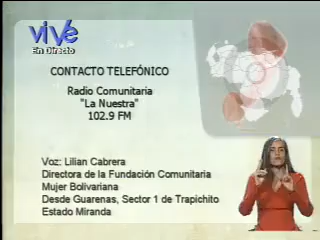 vivé
En Directo
CONTACTO TELEFÓNICO
Radio Comunitaria
"La Nuestra"
102.9 FM
Voz: Lilian Cabrera
Directora de la Fundación Comunitaria
Mujer Bolivariana
Desde Guarenas, Sector 1 de Trapichito
Estado Miranda